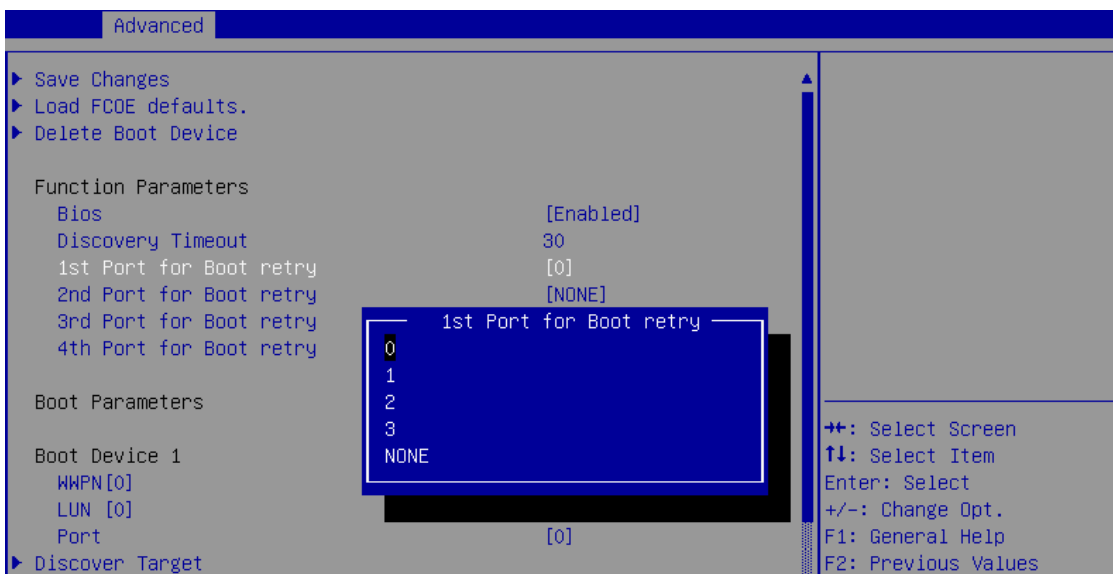 Advanced
Save Changes
Load FCOE defaults.
Delete Boot Device
Function Parameters
Bios [Enabled]
Discovery Timeout 30
1st Port for Boot retry [0]
2nd Port for Boot retry [NONE]
3rd Port for Boot retry
4th Port for Boot retry
1st Port for Boot retry
0
1
2
3
NONE
Boot Parameters
Boot Device 1
WWPN[0]
LUN [0]
Port [0]
Discover Target
→←: Select Screen
↑↓: Select Item
Enter: Select
+/-: Change Opt.
F1: General Help
F2: Previous Values